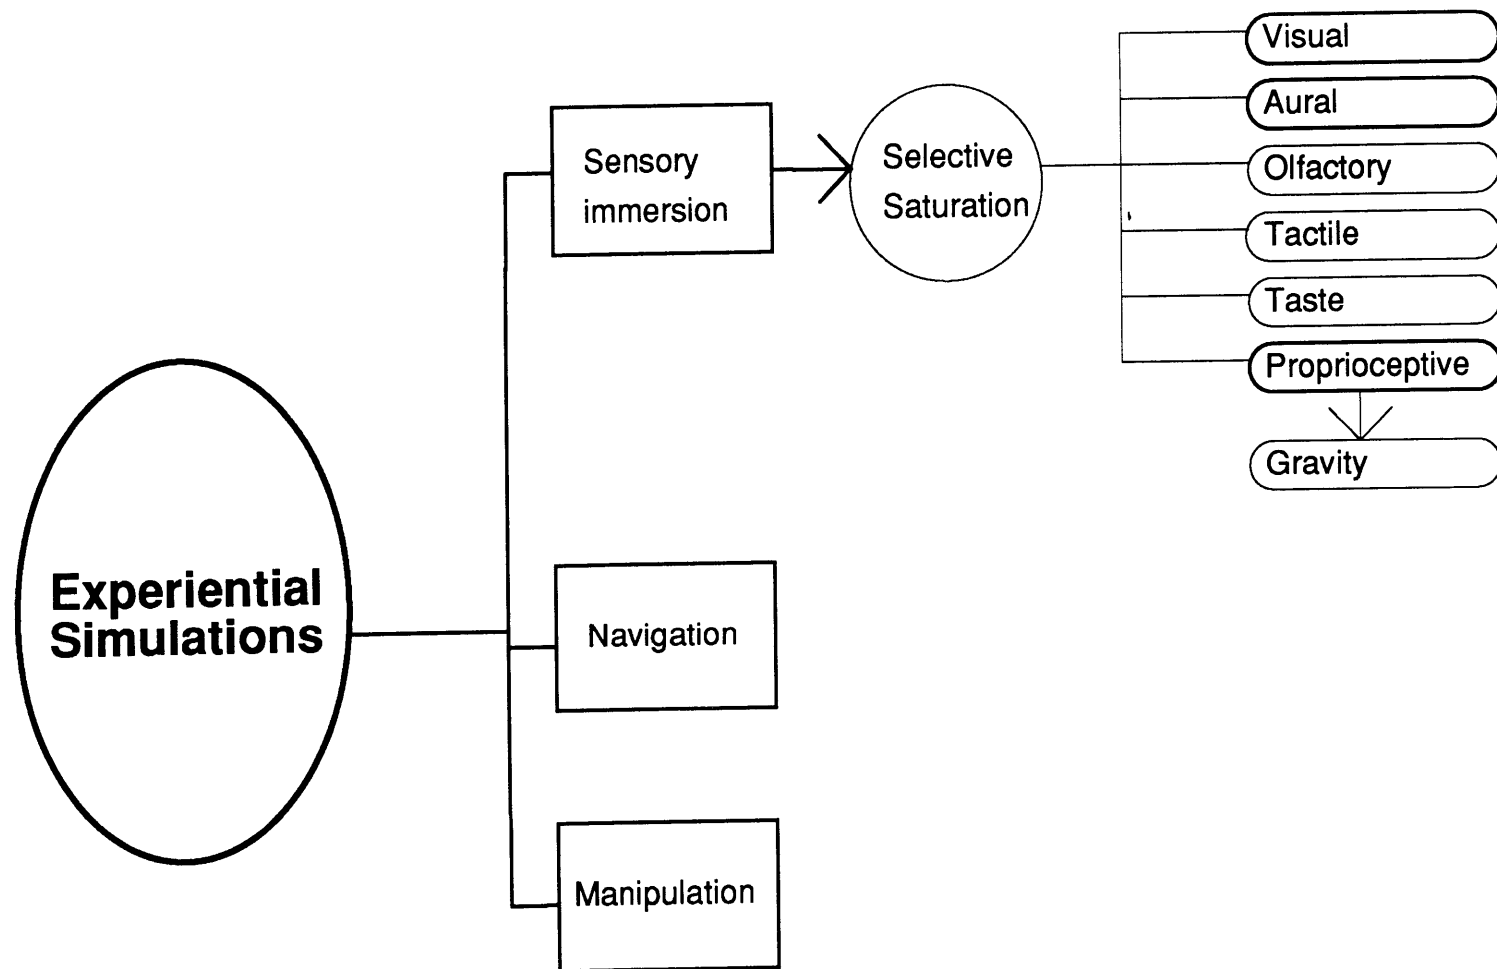 Visual
Aural
Olfactory
Tactile
Taste
Proprioceptive
Gravity
Selective
Saturation
Sensory
immersion
Experiential
Simulations
Navigation
Manipulation